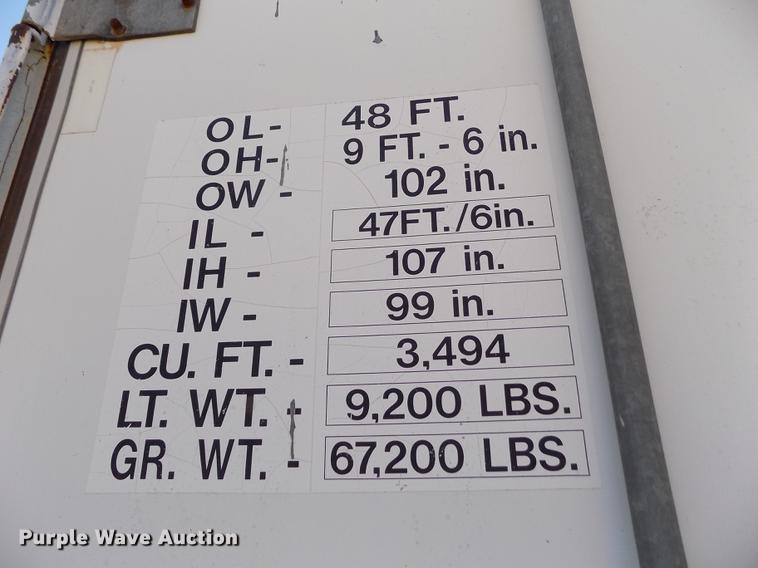 OL- 48 FT.
OH- 9 FT. - 6 in.
OW - 102 in.
IL - 47FT./6in.
IH - 107 in.
IW - 99 in.
CU. FT. - 3,494
LT. WT. - 9,200 LBS.
GR. WT. - 67,200 LBS.
Purple Wave Auction